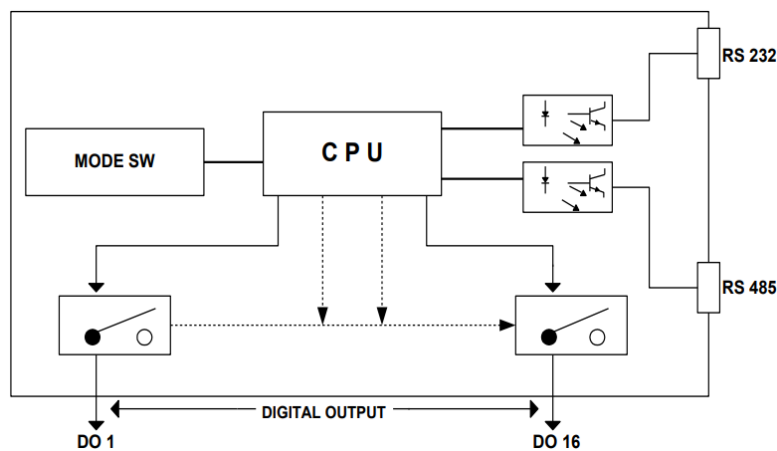 RS 232
C P U
MODE SW
RS 485
DIGITAL OUTPUT
DO 1
DO 16